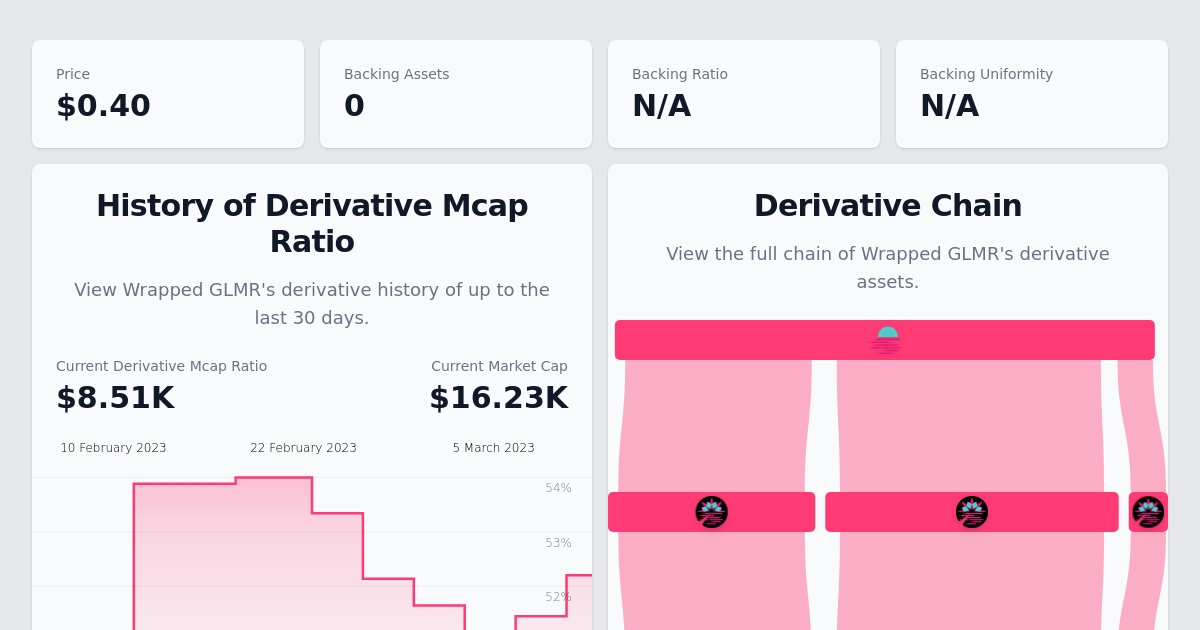 Price
$0.40
Backing Assets
0
Backing Ratio
N/A
Backing Uniformity
N/A
History of Derivative Mcap
Ratio
View Wrapped GLMR's derivative history of up to the
last 30 days.
Current Derivative Mcap Ratio
$8.51K
Current Market Cap
$16.23K
10 February 2023
22 February 2023
5 March 2023
54%
53%
52%
Derivative Chain
View the full chain of Wrapped GLMR's derivative
assets.